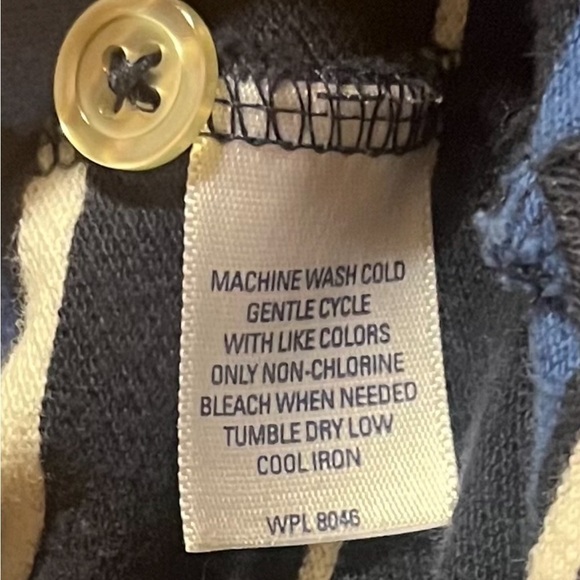 MACHINE WASH COLD
GENTLE CYCLE
WITH LIKE COLORS
ONLY NON-CHLORINE
BLEACH WHEN NEEDED
TUMBLE DRY LOW
COOL IRON
WPL 8046